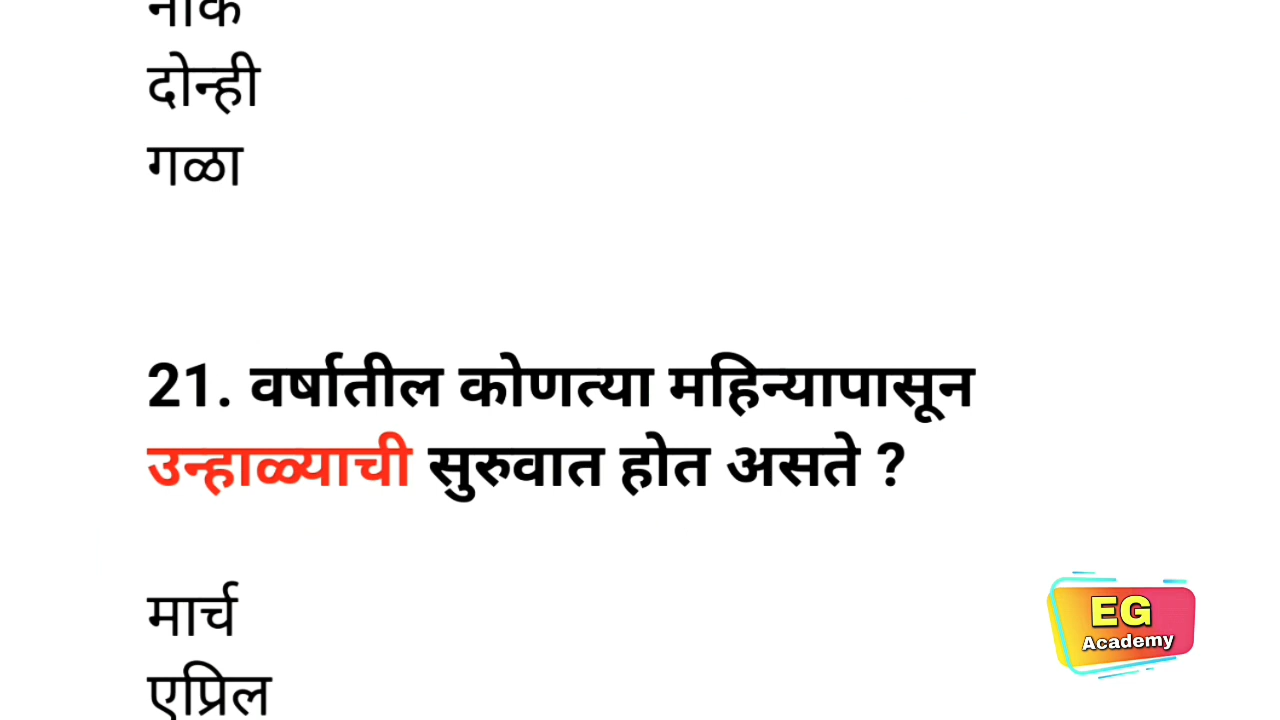 नाक
दोन्ही
गळा
21. वर्षातील कोणत्या महिन्यापासून
उन्हाळ्याची सुरुवात होत असते ?
मार्च
एप्रिल
EG
Academy